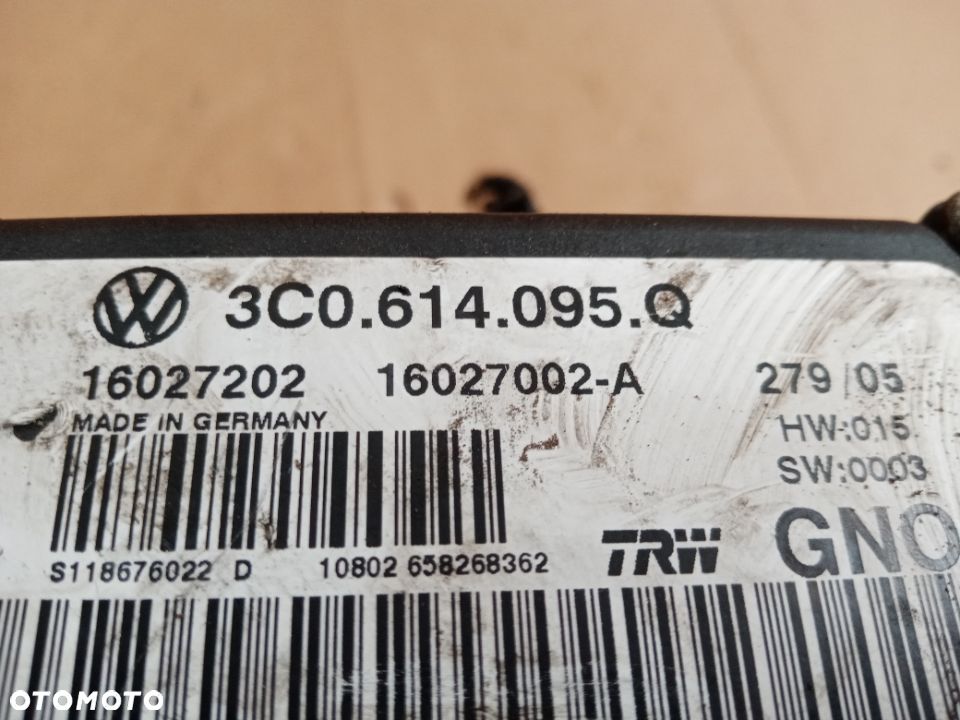 VW 3C0.614.095.Q
16027202 16027002-A 279/05
MADE IN GERMANY HW:015
SW:0003
TRW GNO
S118676022 D 10802 658268362
OTOMOTO